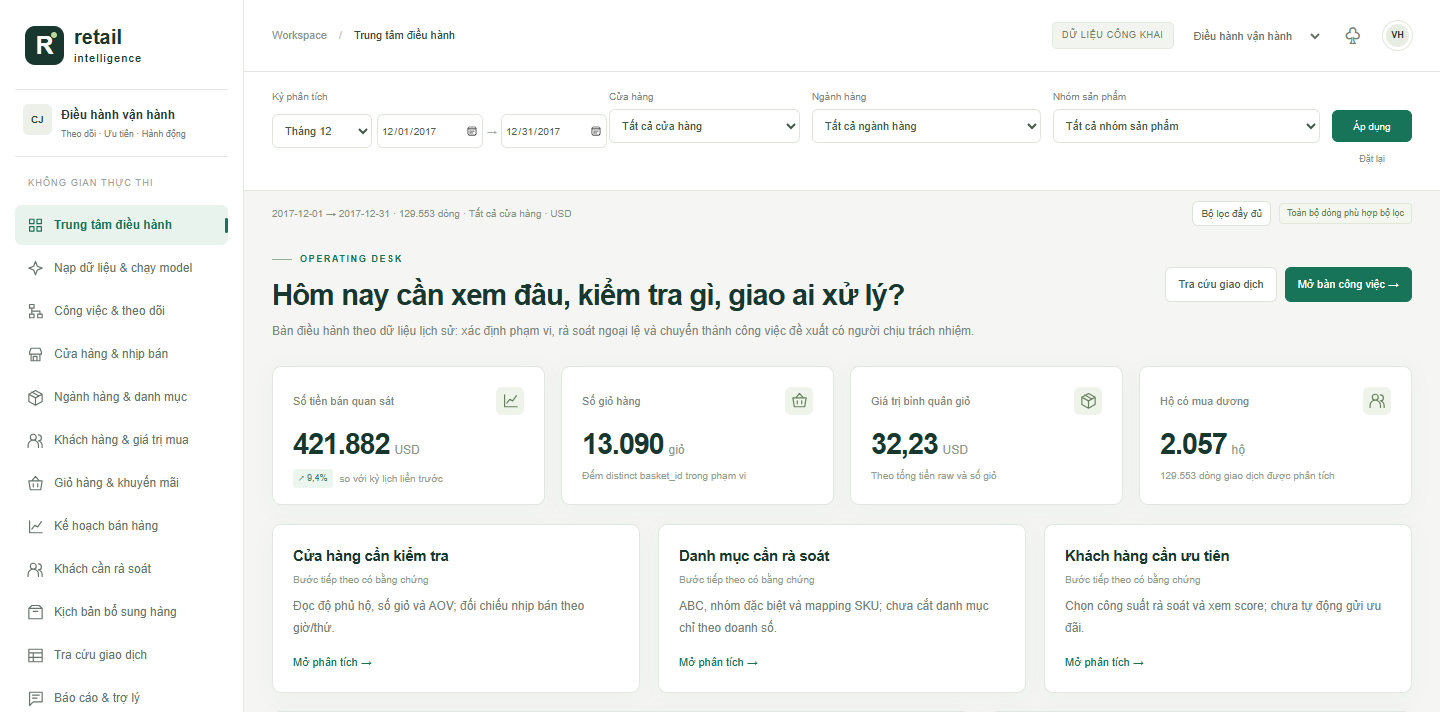 retail
intelligence
CJ
Điều hành vận hành
Theo dõi · Ưu tiên · Hành động
KHÔNG GIAN THỰC THI
Trung tâm điều hành
Nạp dữ liệu & chạy model
Công việc & theo dõi
Cửa hàng & nhịp bán
Ngành hàng & danh mục
Khách hàng & giá trị mua
Giỏ hàng & khuyến mãi
Kế hoạch bán hàng
Khách cần rà soát
Kịch bản bổ sung hàng
Tra cứu giao dịch
Báo cáo & trợ lý
Workspace / Trung tâm điều hành
DỮ LIỆU CÔNG KHAI
Điều hành vận hành
VH
Kỳ phân tích
Cửa hàng
Ngành hàng
Nhóm sản phẩm
Tháng 12
12/01/2017
→
12/31/2017
Tất cả cửa hàng
Tất cả ngành hàng
Tất cả nhóm sản phẩm
Áp dụng
Đặt lại
2017-12-01 → 2017-12-31 · 129.553 dòng · Tất cả cửa hàng · USD
Bộ lọc đầy đủ
Toàn bộ dòng phù hợp bộ lọc
OPERATING DESK
Hôm nay cần xem đâu, kiểm tra gì, giao ai xử lý?
Bản điều hành theo dữ liệu lịch sử: xác định phạm vi, rà soát ngoại lệ và chuyển thành công việc đề xuất có người chịu trách nhiệm.
Tra cứu giao dịch
Mở bàn công việc →
Số tiền bán quan sát
421.882 USD
↗ 9,4% so với kỳ lịch liền trước
Số giỏ hàng
13.090 giỏ
Đếm distinct basket_id trong phạm vi
Giá trị bình quân giỏ
32,23 USD
Theo tổng tiền raw và số giỏ
Hộ có mua dương
2.057 hộ
129.553 dòng giao dịch được phân tích
Cửa hàng cần kiểm tra
Bước tiếp theo có bằng chứng
Đọc độ phủ hộ, số giỏ và AOV; đối chiếu nhịp bán theo
giờ/thứ.
Mở phân tích →
Danh mục cần rà soát
Bước tiếp theo có bằng chứng
ABC, nhóm đặc biệt và mapping SKU; chưa cắt danh mục
chỉ theo doanh số.
Mở phân tích →
Khách hàng cần ưu tiên
Bước tiếp theo có bằng chứng
Chọn công suất rà soát và xem score; chưa tự động gửi ưu
đãi.
Mở phân tích →